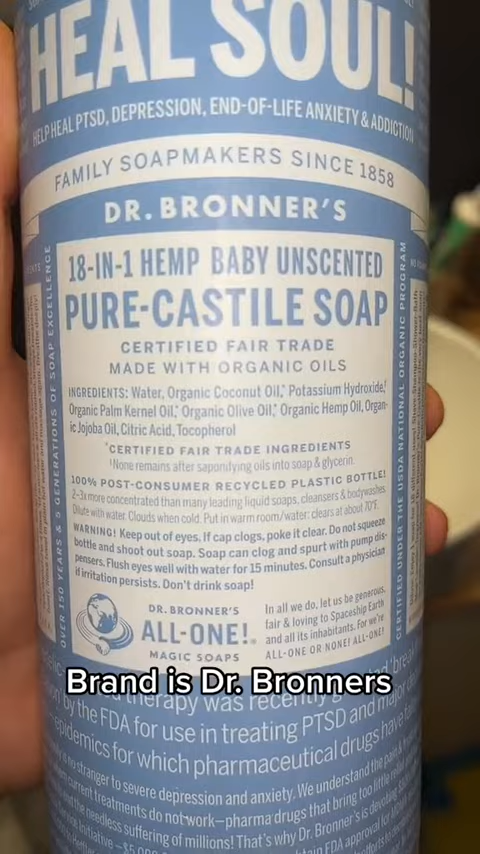 HEAL SOUL!
HELP HEAL PTSD, DEPRESSION, END-OF-LIFE ANXIETY & ADDICTION
FAMILY SOAPMAKERS SINCE 1858
DR. BRONNER'S
18-IN-1 HEMP BABY UNSCENTED
PURE-CASTILE SOAP
CERTIFIED FAIR TRADE
MADE WITH ORGANIC OILS
INGREDIENTS: Water, Organic Coconut Oil,* Potassium Hydroxide,†
Organic Palm Kernel Oil,* Organic Olive Oil,* Organic Hemp Oil, Organ-
ic Jojoba Oil, Citric Acid, Tocopherol
*CERTIFIED FAIR TRADE INGREDIENTS
†None remains after saponifying oils into soap & glycerin.
100% POST-CONSUMER RECYCLED PLASTIC BOTTLE!
2-3x more concentrated than many leading liquid soaps, cleansers & bodywashes.
Dilute with water. Clouds when cold. Put in warm room/water: clears at about 70°F.
WARNING! Keep out of eyes. If cap clogs, poke it clear. Do not squeeze
bottle and shoot out soap. Soap can clog and spurt with pump dis-
pensers. Flush eyes well with water for 15 minutes. Consult a physician
if irritation persists. Don't drink soap!
DR. BRONNER'S
ALL-ONE!®
MAGIC SOAPS
In all we do, let us be generous,
fair & loving to Spaceship Earth
and all its inhabitants. For we're
ALL-ONE OR NONE! ALL-ONE!
OVER 150 YEARS & 5 GENERATIONS OF SOAP EXCELLENCE
CERTIFIED UNDER THE USDA NATIONAL ORGANIC PROGRAM
Brand is Dr. Bronners
therapy was recently
by the FDA for use in treating PTSD and major
epidemics for which pharmaceutical drugs have
is no stranger to severe depression and anxiety. We understand the pain &
current treatments do not work—pharma drugs that bring too little relief
the needless suffering of millions! That's why Dr. Bronner's is devoting
FDA approval